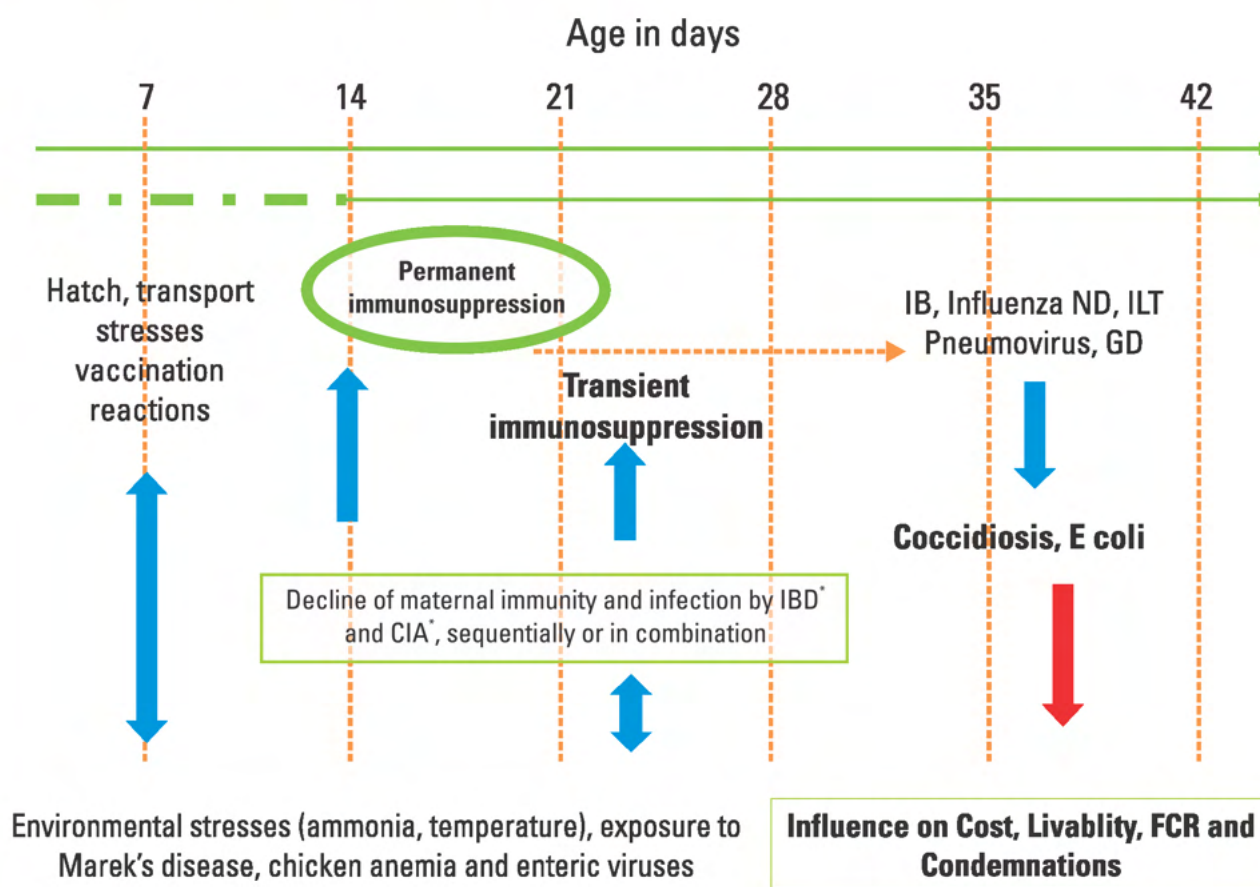 Age in days
7 14 21 28 35 42
Permanent
immunosuppression
Hatch, transport
stresses
vaccination
reactions
IB, Influenza ND, ILT
Pneumovirus, GD
Transient
immunosuppression
Coccidiosis, E coli
Decline of maternal immunity and infection by IBD*
and CIA*, sequentially or in combination
Environmental stresses (ammonia, temperature), exposure to
Marek's disease, chicken anemia and enteric viruses
Influence on Cost, Livablity, FCR and
Condemnations